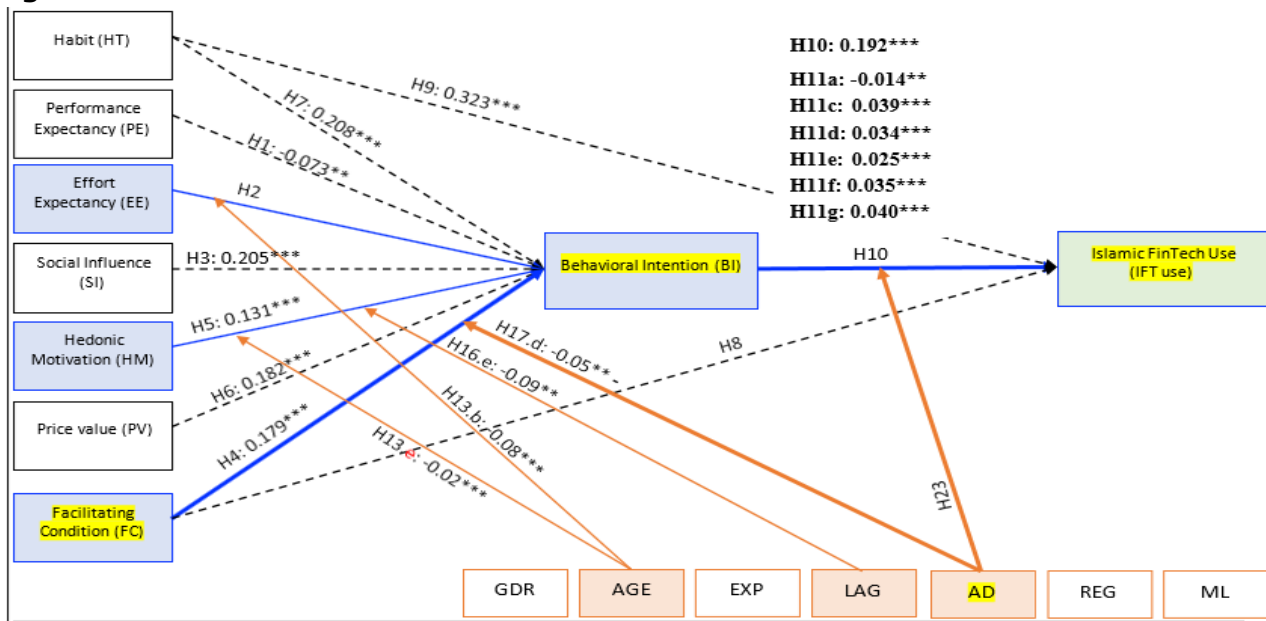 Habit (HT)
Performance
Expectancy (PE)
Effort
Expectancy (EE)
Social Influence
(SI)
Hedonic
Motivation (HM)
Price value (PV)
Facilitating
Condition (FC)
H9: 0.323***
H7: 0.208***
H1: -0.073**
H2
H3: 0.205***
H5: 0.131***
H6: 0.182***
H4: 0.179***
H10: 0.192***
H11a: -0.014**
H11c: 0.039***
H11d: 0.034***
H11e: 0.025***
H11f: 0.035***
H11g: 0.040***
Behavioral Intention (BI)
H10
Islamic FinTech Use
(IFT use)
H8
H17.d: -0.05**
H16.e: -0.09**
H13.b: -0.08***
H13.e: -0.02***
H23
GDR
AGE
EXP
LAG
AD
REG
ML